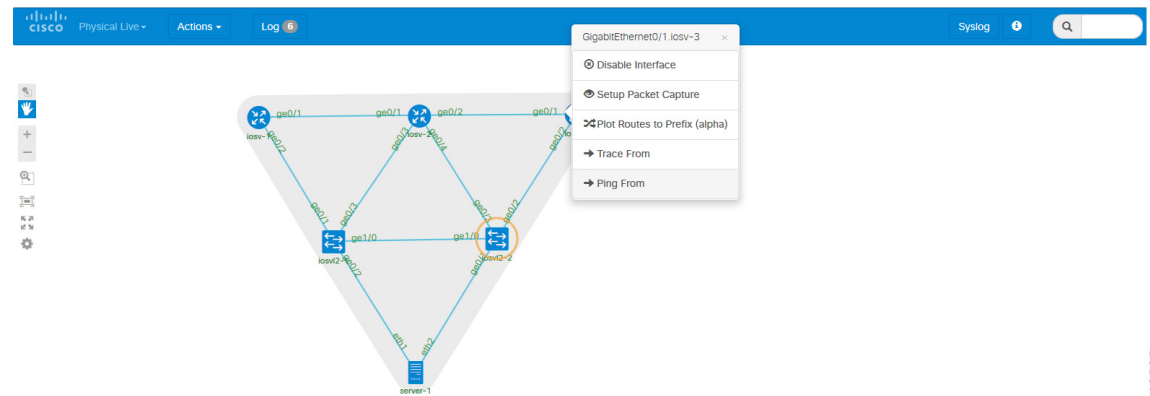 CISCO Physical Live Actions Log 6 Syslog
GigabitEthernet0/1.iosv-3 ×
Disable Interface
Setup Packet Capture
Plot Routes to Prefix (alpha)
Trace From
Ping From
ge0/1 ge0/1 ge0/2 ge0/1
iosv-1 iosv-2
ge0/2 ge0/3 ge0/4 ge0/2
ge0/1 ge0/3 ge0/2
ge1/0 ge1/0
iosvl2-1 iosvl2-2
ge0/2
eth1 eth2
server-1